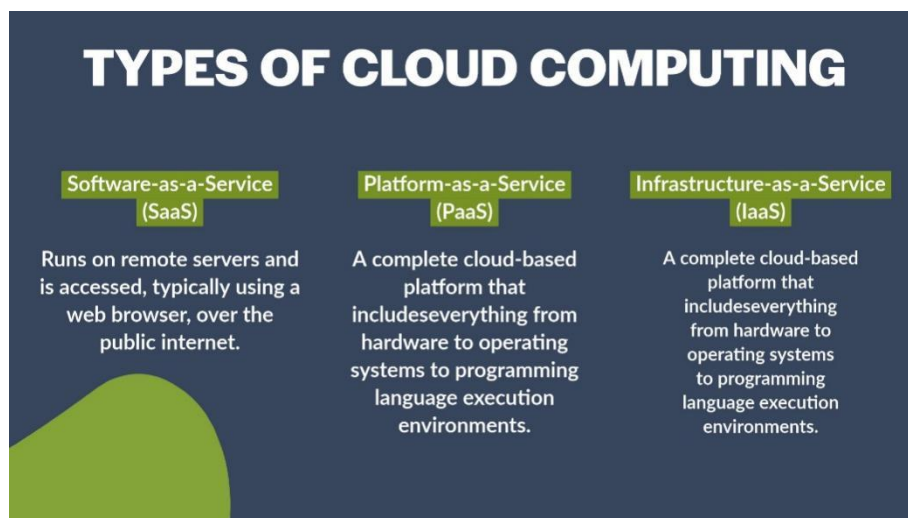 TYPES OF CLOUD COMPUTING
Software-as-a-Service
(SaaS)
Runs on remote servers and
is accessed, typically using a
web browser, over the
public internet.
Platform-as-a-Service
(PaaS)
A complete cloud-based
platform that
includeseverything from
hardware to operating
systems to programming
language execution
environments.
Infrastructure-as-a-Service
(IaaS)
A complete cloud-based
platform that
includeseverything
from hardware to
operating systems
to programming
language execution
environments.